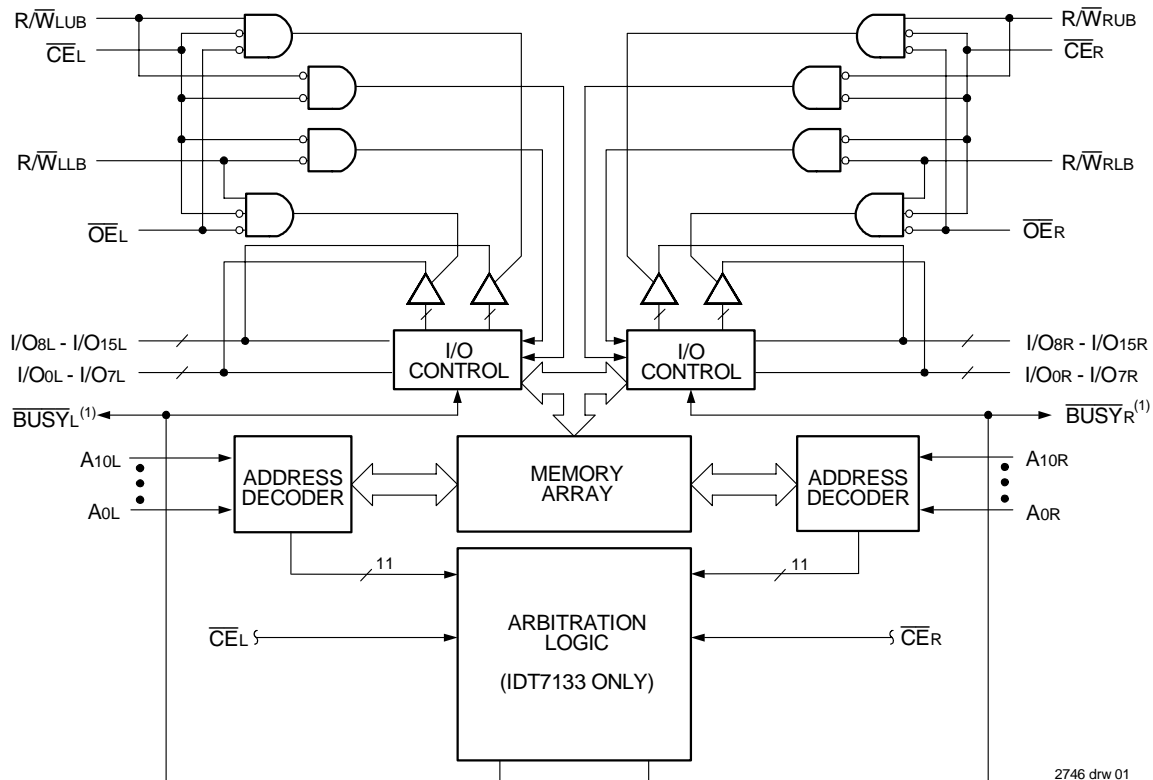 R/W̅LUB
C̅E̅L
R/W̅LLB
O̅E̅L
I/O8L - I/O15L
I/O0L - I/O7L
B̅U̅S̅Y̅L(1)
A10L
A0L
R/W̅RUB
C̅E̅R
R/W̅RLB
O̅E̅R
I/O8R - I/O15R
I/O0R - I/O7R
B̅U̅S̅Y̅R(1)
A10R
A0R
I/O
CONTROL
I/O
CONTROL
ADDRESS
DECODER
MEMORY
ARRAY
ADDRESS
DECODER
11
11
C̅E̅L
ARBITRATION
LOGIC
(IDT7133 ONLY)
C̅E̅R
2746 drw 01